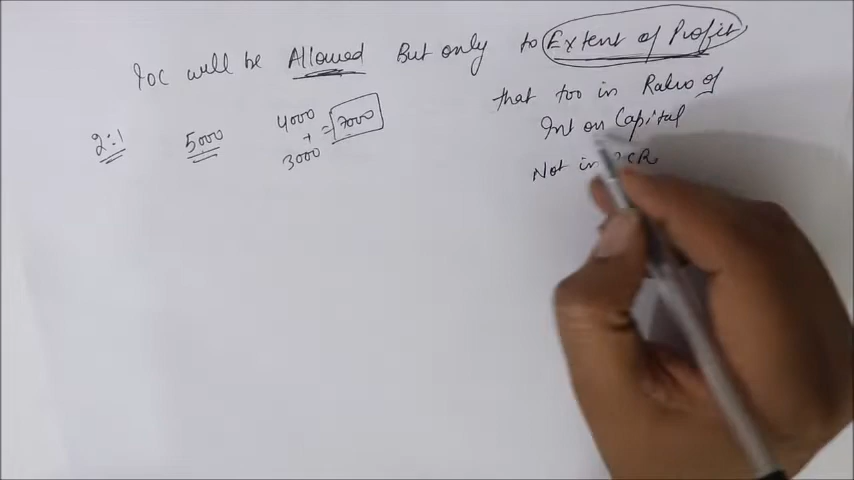 IOC will be Allowed But only to Extent of Profit
that too in Ratio of
Int on Capital
Not in
2:1 5000 4000 + 3000 = 7000